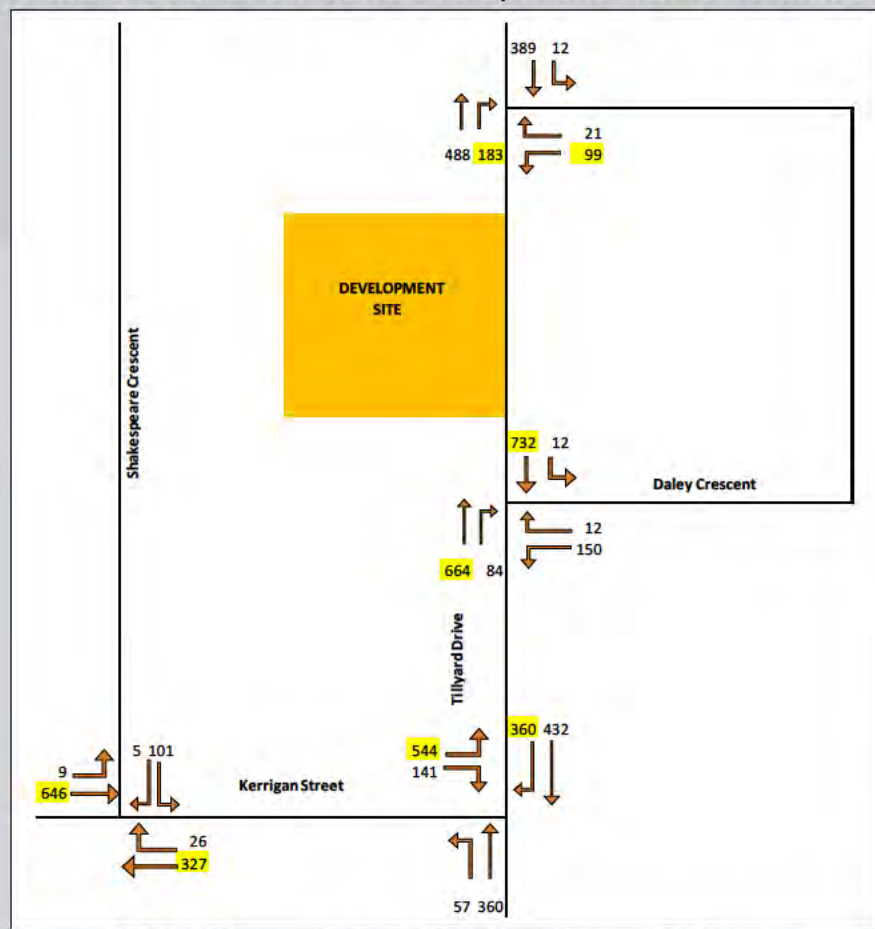 389 12
21
488 183 99
DEVELOPMENT
SITE
Shakespeare Crescent
732 12
Daley Crescent
12
150
664 84
Tillyard Drive
360 432
544
5 101
141
9
646
Kerrigan Street
26
327
57 360